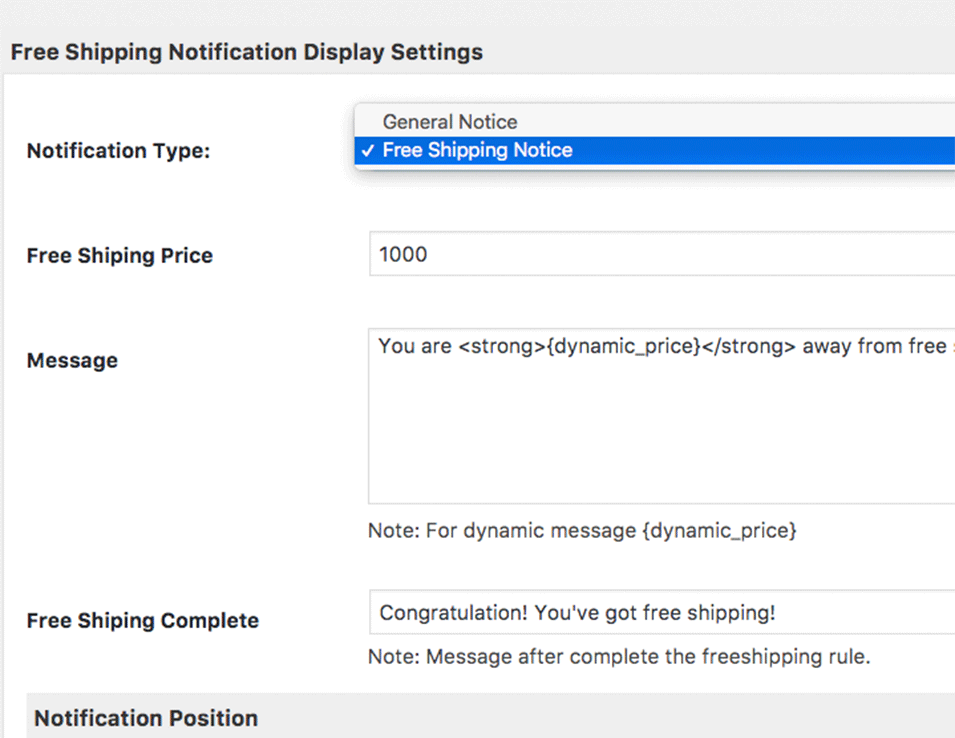 Free Shipping Notification Display Settings
General Notice
Notification Type:
✓ Free Shipping Notice
Free Shiping Price
1000
Message
You are <strong>{dynamic_price}</strong> away from free
Note: For dynamic message {dynamic_price}
Free Shiping Complete
Congratulation! You've got free shipping!
Note: Message after complete the freeshipping rule.
Notification Position